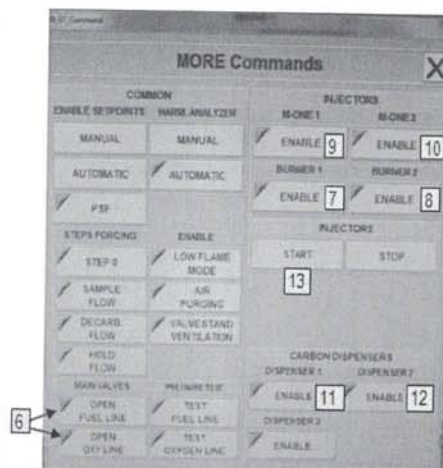 MORE Commands
X
COMMON
ENABLE SETPOINTS
HARM. ANALYZER
MANUAL
MANUAL
AUTOMATIC
AUTOMATIC
PSF
STEPS FORCING
ENABLE
STEP 0
LOW FLAME
MODE
SAMPLE
FLOW
AIR
PURGING
DECARB.
FLOW
VALVESTAND
VENTILATION
HOLD
FLOW
MAIN VALVES
PRESSURE TEST
6
OPEN
FUEL LINE
TEST
FUEL LINE
OPEN
OXY LINE
TEST
OXYGEN LINE
INJECTORS
M-ONE 1
M-ONE 2
ENABLE 9
ENABLE 10
BURNER 1
BURNER 2
ENABLE 7
ENABLE 8
INJECTORS
START
STOP
13
CARBON DISPENSERS
DISPENSER 1
DISPENSER 2
ENABLE 11
ENABLE 12
DISPENSER 3
ENABLE